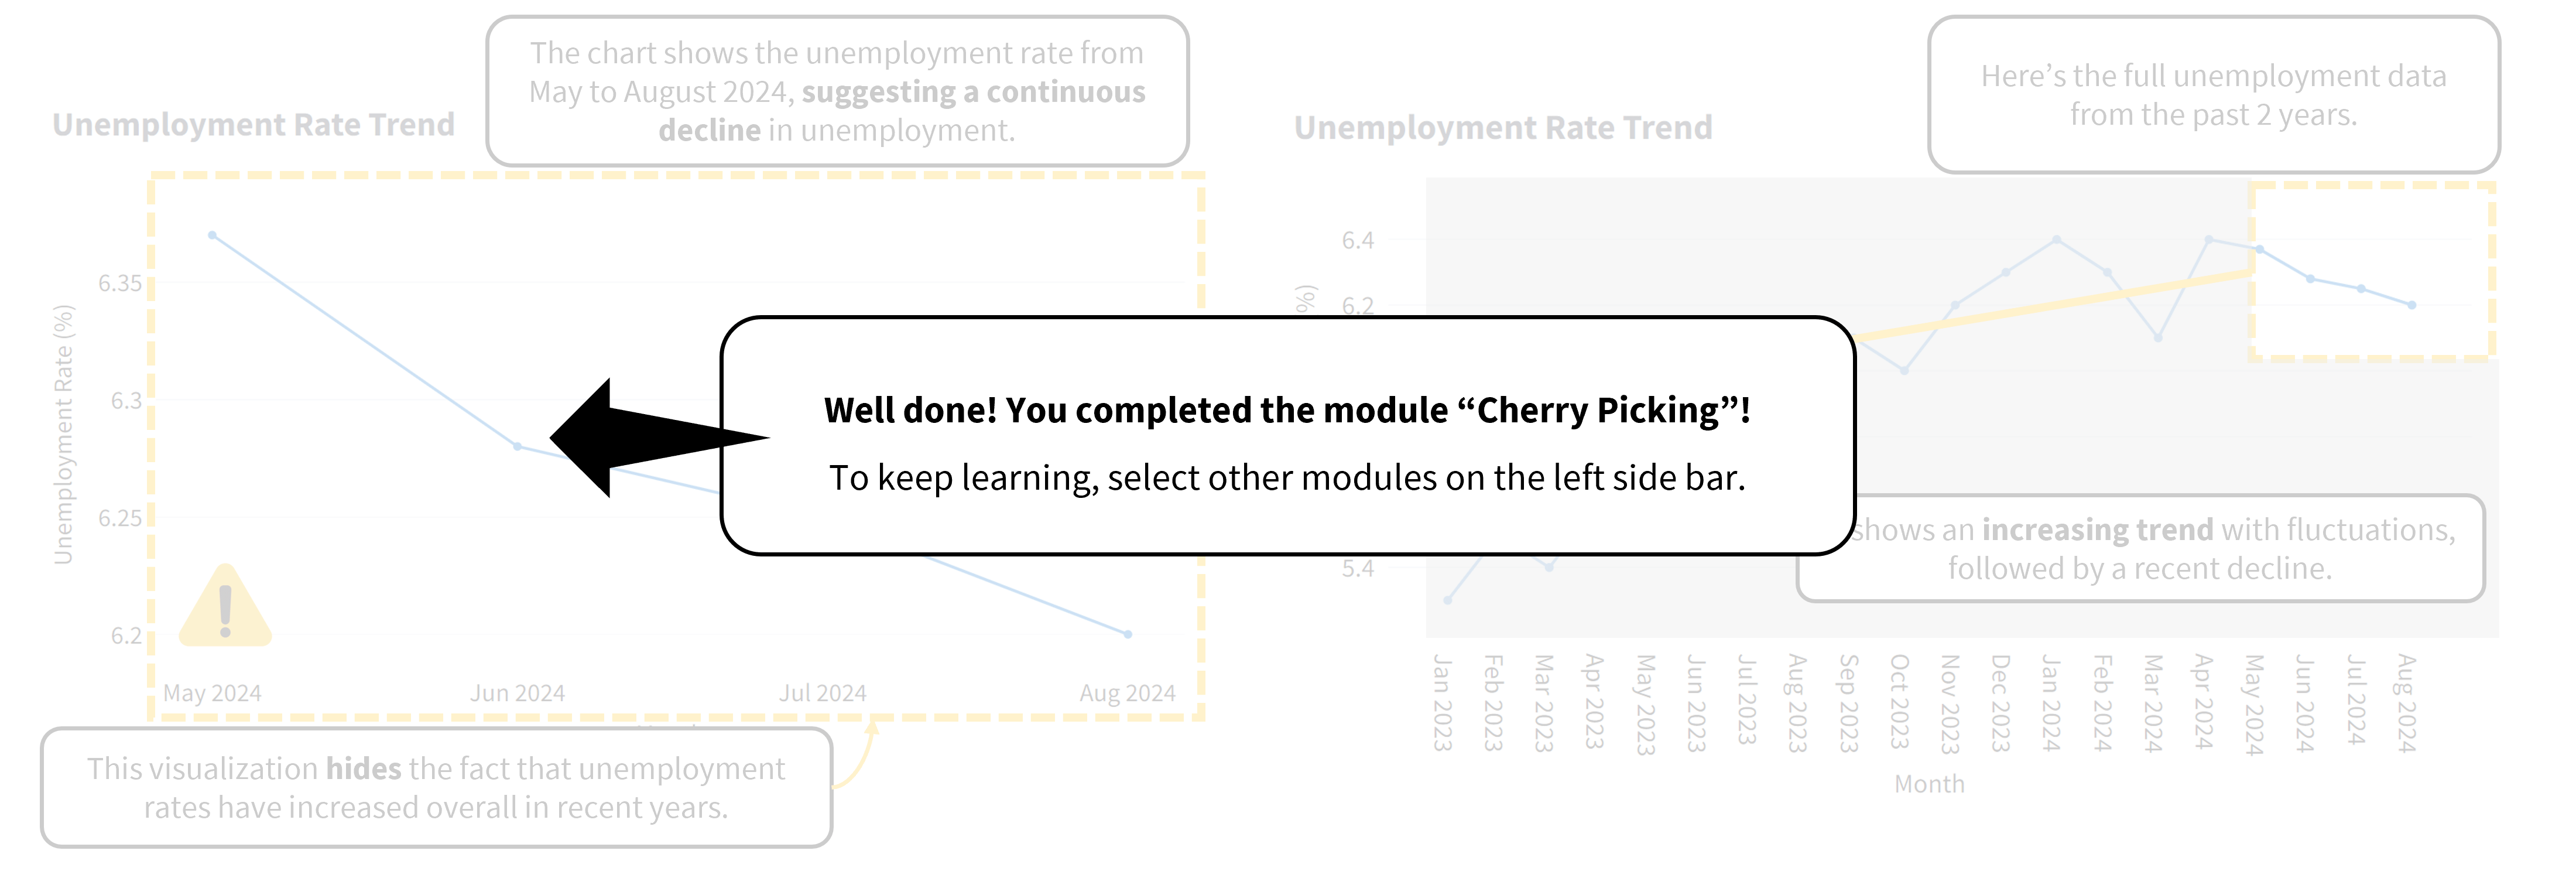 The chart shows the unemployment rate from
May to August 2024, suggesting a continuous
decline in unemployment.
Unemployment Rate Trend
Unemployment Rate (%)
6.35
6.3
6.25
6.2
May 2024
Jun 2024
Jul 2024
Aug 2024
This visualization hides the fact that unemployment
rates have increased overall in recent years.
Well done! You completed the module “Cherry Picking”!
To keep learning, select other modules on the left side bar.
Here’s the full unemployment data
from the past 2 years.
Unemployment Rate Trend
%)
6.4
6.2
5.4
shows an increasing trend with fluctuations,
followed by a recent decline.
Jan 2023
Feb 2023
Mar 2023
Apr 2023
May 2023
Jun 2023
Jul 2023
Aug 2023
Sep 2023
Oct 2023
Nov 2023
Dec 2023
Jan 2024
Feb 2024
Mar 2024
Apr 2024
May 2024
Jun 2024
Jul 2024
Aug 2024
Month